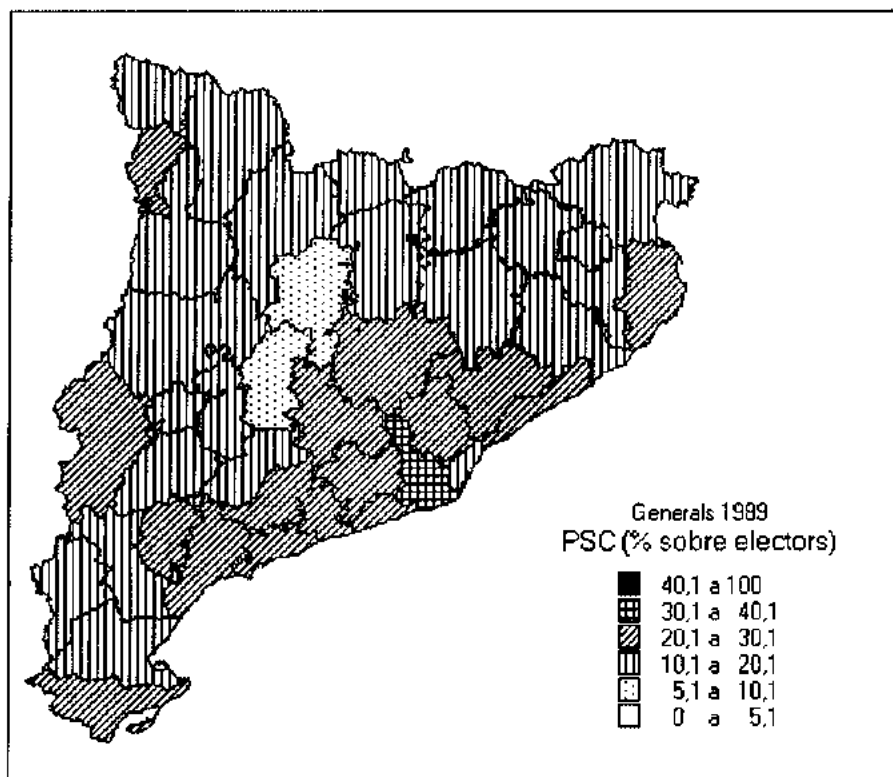 Generals 1989
PSC (% sobre electors)
40,1 a 100
30,1 a 40,1
20,1 a 30,1
10,1 a 20,1
5,1 a 10,1
0 a 5,1